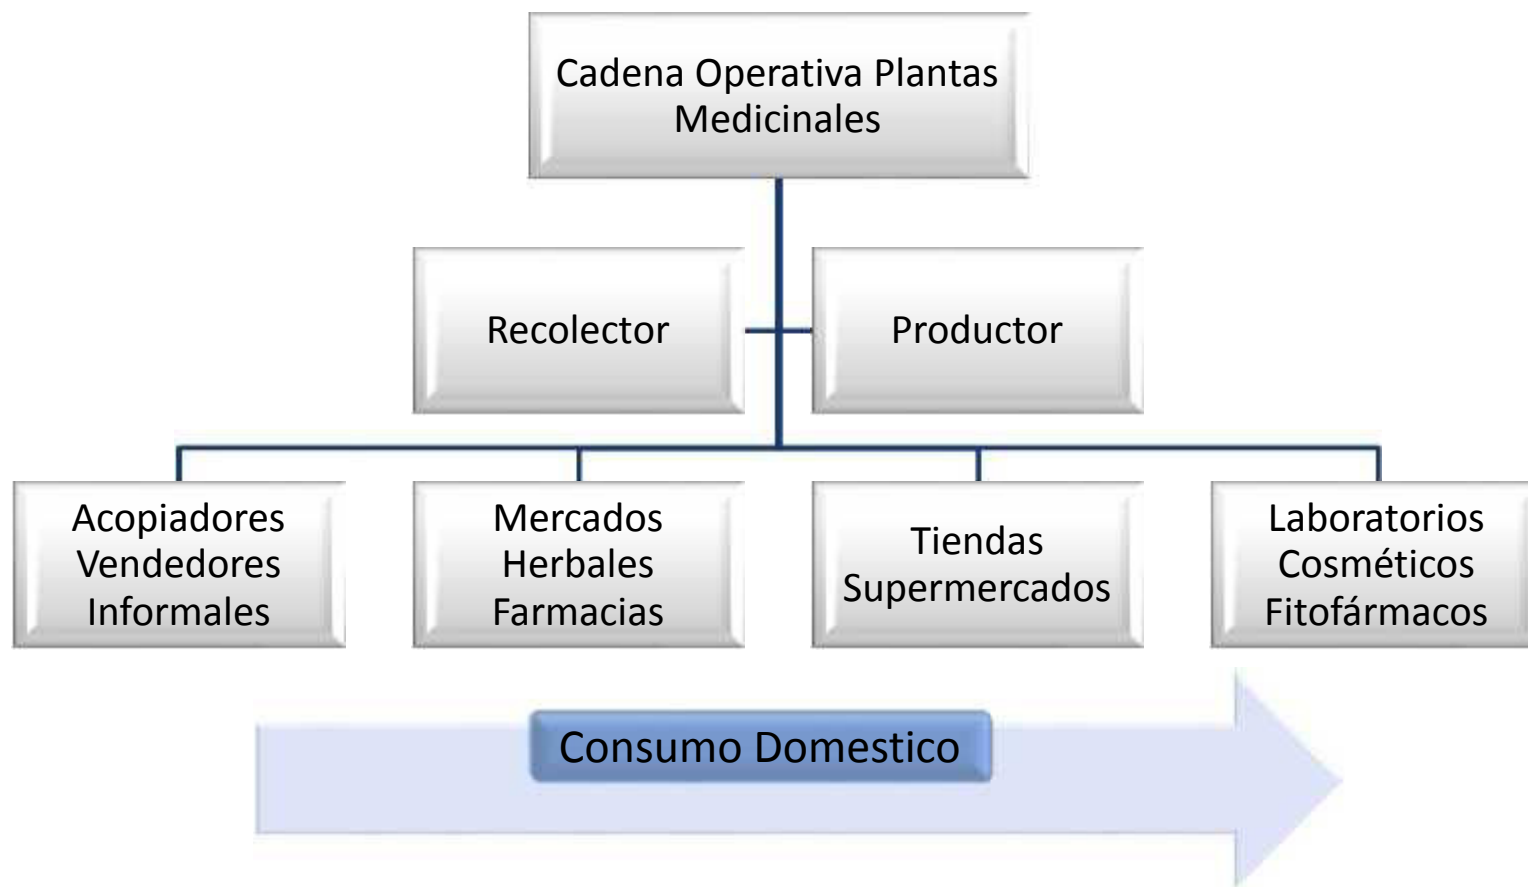 Cadena Operativa Plantas
Medicinales
Recolector
Productor
Acopiadores
Vendedores
Informales
Mercados
Herbales
Farmacias
Tiendas
Supermercados
Laboratorios
Cosméticos
Fitofármacos
Consumo Domestico